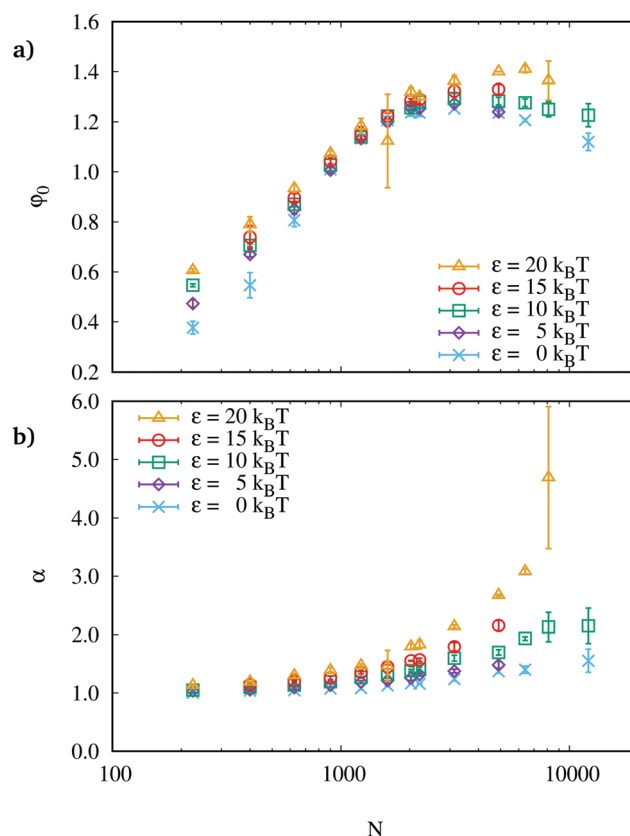 a)
1.6
1.4
1.2
1.0
0.8
0.6
0.4
0.2
φ0
ε = 20 kBT
ε = 15 kBT
ε = 10 kBT
ε = 5 kBT
ε = 0 kBT
b)
6.0
5.0
4.0
3.0
2.0
1.0
0.0
α
ε = 20 kBT
ε = 15 kBT
ε = 10 kBT
ε = 5 kBT
ε = 0 kBT
100 1000 10000
N